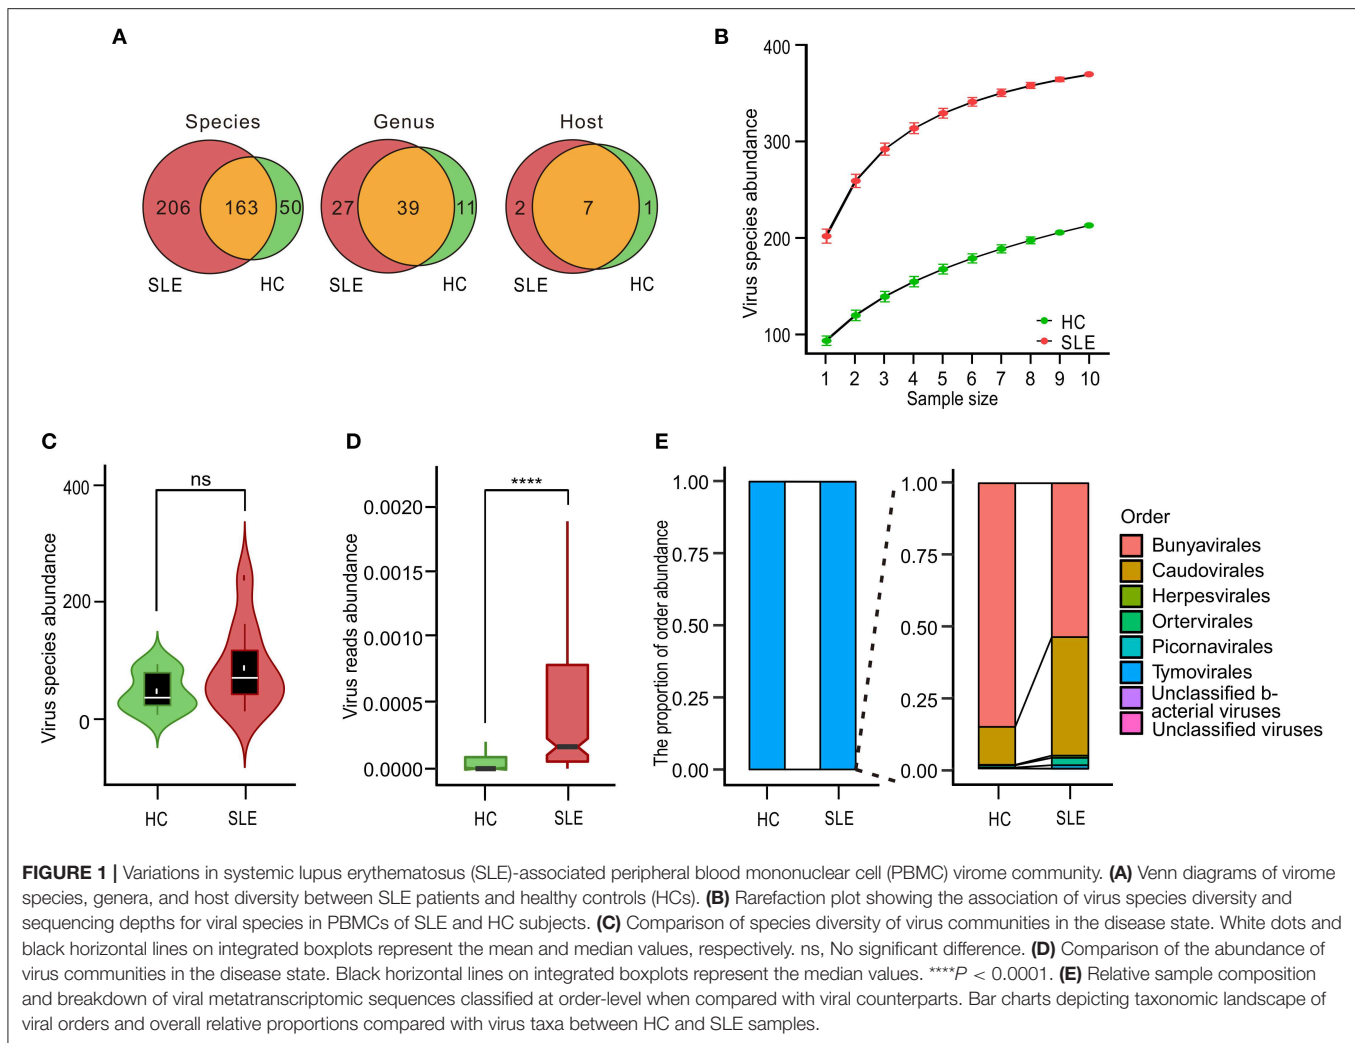 A
Species
Genus
Host
206
163
50
27
39
11
2
7
1
SLE
HC
SLE
HC
SLE
HC
B
Virus species abundance
400
300
200
100
HC
SLE
1 2 3 4 5 6 7 8 9 10
Sample size
C
Virus species abundance
400
200
0
ns
HC
SLE
D
Virus reads abundance
0.0020
0.0015
0.0010
0.0005
0.0000
****
HC
SLE
E
The proportion of order abundance
1.00
0.75
0.50
0.25
0.00
HC
SLE
1.00
0.75
0.50
0.25
0.00
HC
SLE
Order
Bunyavirales
Caudovirales
Herpesvirales
Ortervirales
Picornavirales
Tymovirales
Unclassified b-
acterial viruses
Unclassified viruses
FIGURE 1 | Variations in systemic lupus erythematosus (SLE)-associated peripheral blood mononuclear cell (PBMC) virome community. (A) Venn diagrams of virome
species, genera, and host diversity between SLE patients and healthy controls (HCs). (B) Rarefaction plot showing the association of virus species diversity and
sequencing depths for viral species in PBMCs of SLE and HC subjects. (C) Comparison of species diversity of virus communities in the disease state. White dots and
black horizontal lines on integrated boxplots represent the mean and median values, respectively. ns, No significant difference. (D) Comparison of the abundance of
virus communities in the disease state. Black horizontal lines on integrated boxplots represent the median values. ****P < 0.0001. (E) Relative sample composition
and breakdown of viral metatranscriptomic sequences classified at order-level when compared with viral counterparts. Bar charts depicting taxonomic landscape of
viral orders and overall relative proportions compared with virus taxa between HC and SLE samples.